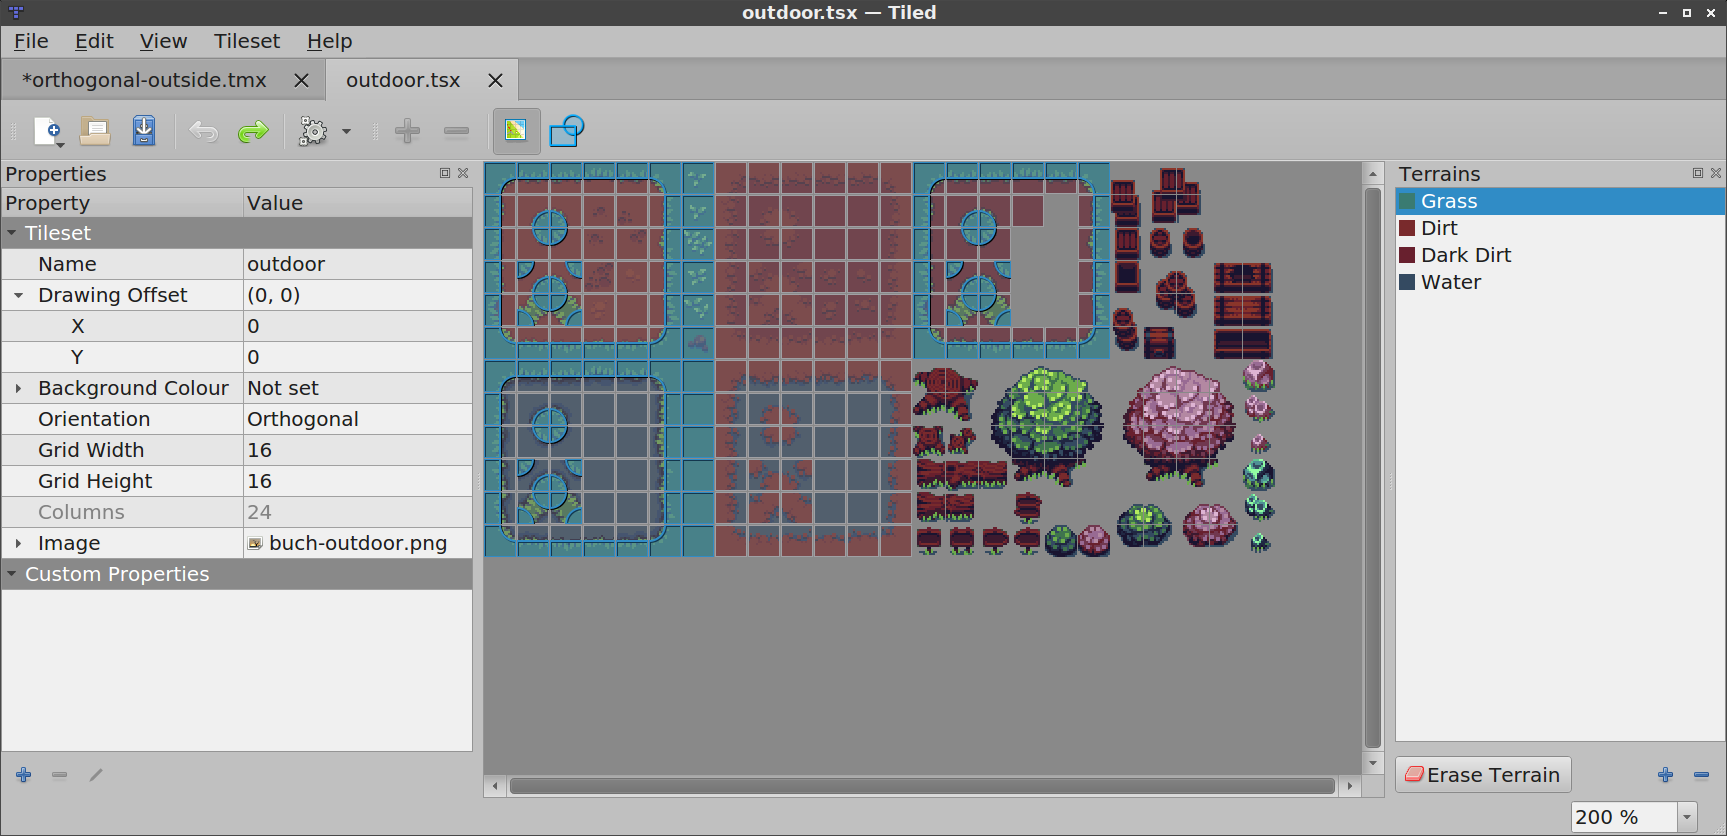 outdoor.tsx — Tiled
File Edit View Tileset Help
*orthogonal-outside.tmx outdoor.tsx
Properties
Property Value
Tileset
Name outdoor
Drawing Offset (0, 0)
X 0
Y 0
Background Colour Not set
Orientation Orthogonal
Grid Width 16
Grid Height 16
Columns 24
Image buch-outdoor.png
Custom Properties
Terrains
Grass
Dirt
Dark Dirt
Water
Erase Terrain
200 %